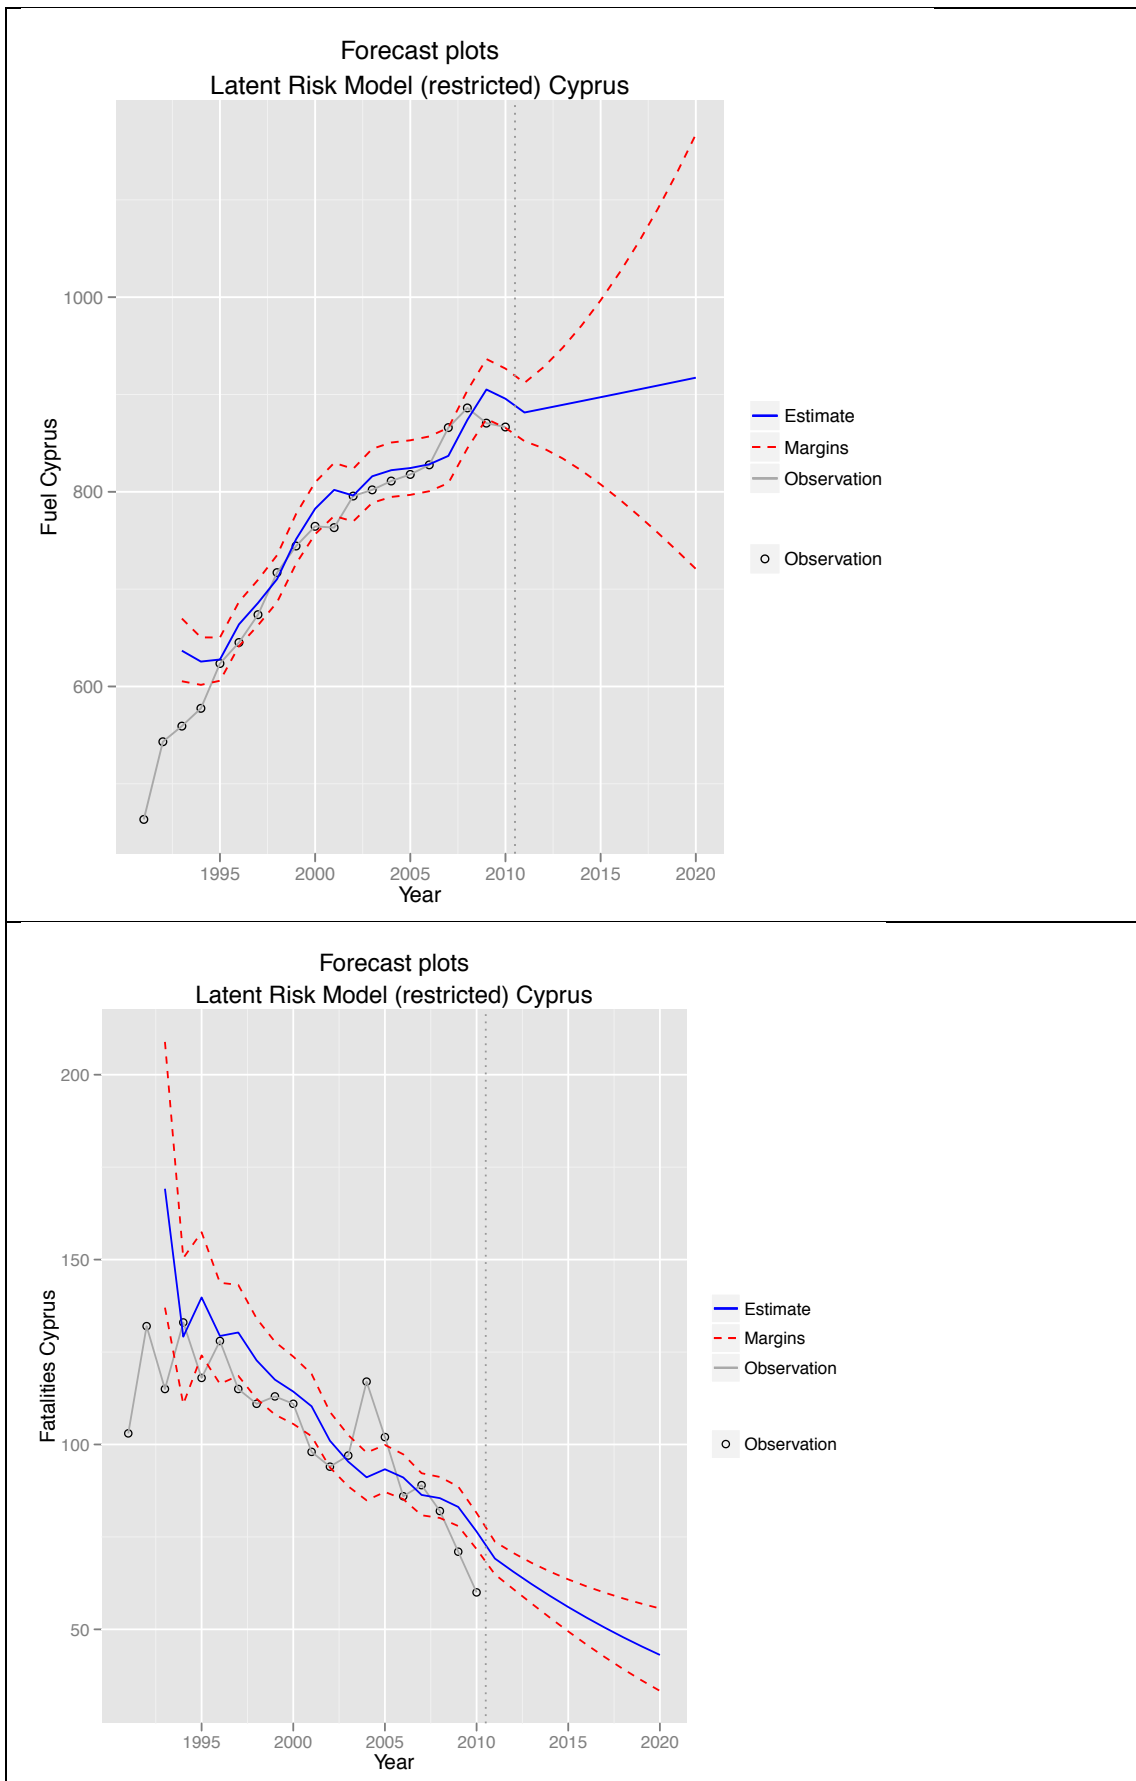 Forecast plots
Latent Risk Model (restricted) Cyprus
Fuel Cyprus
1000
800
600
1995 2000 2005 2010 2015 2020
Year
Estimate
Margins
Observation
Observation
Forecast plots
Latent Risk Model (restricted) Cyprus
Fatalities Cyprus
200
150
100
50
1995 2000 2005 2010 2015 2020
Year
Estimate
Margins
Observation
Observation